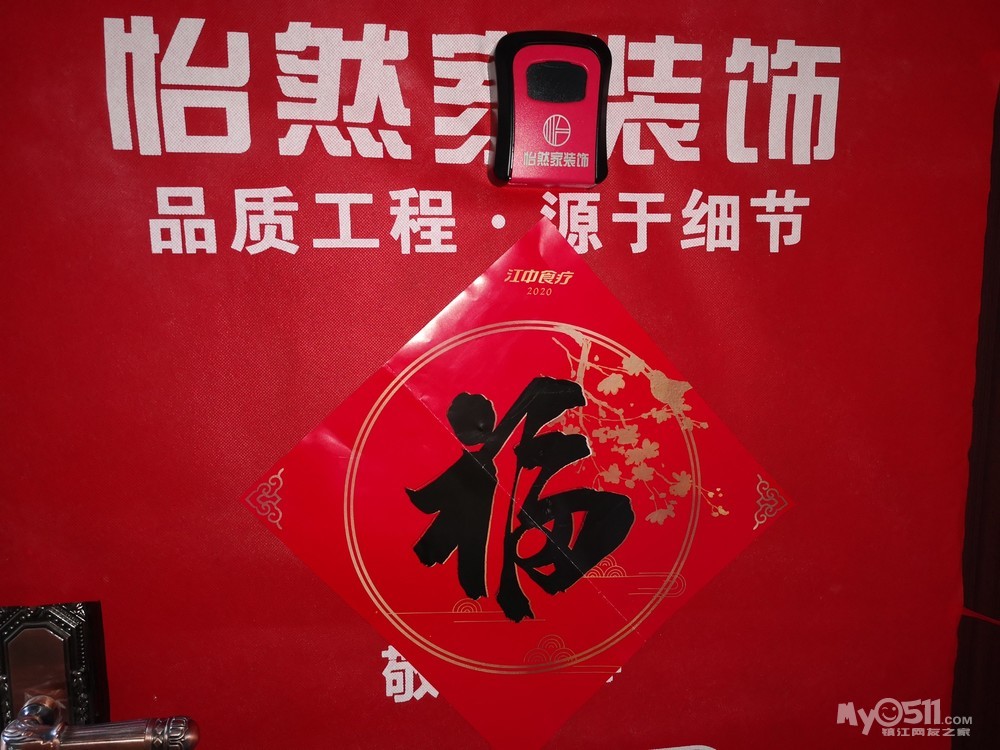 怡然家装饰
怡然家装饰
品质工程·源于细节
江中食疗
2020
福
敬
My0511.com
镇江网友之家